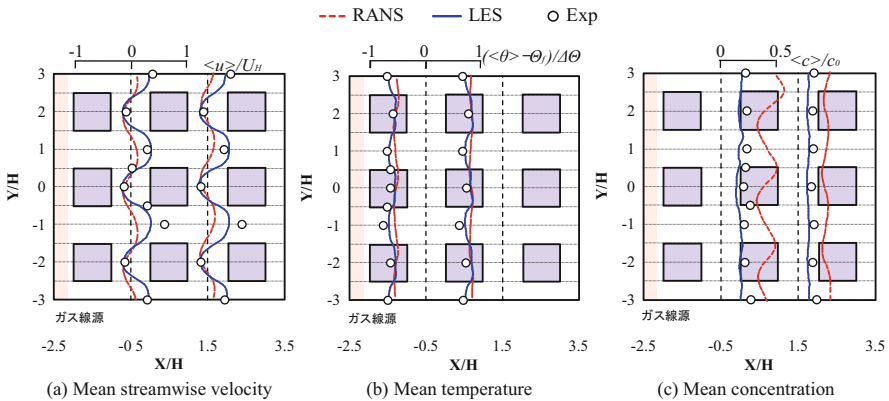 RANS LES Exp
-1 0 1 <u>/U_H
-1 0 1 (<θ>-Θ_f)/ΔΘ
0 0.5 <c>/c_0
Y/H
3
2
1
0
-1
-2
-3
ガス線源
-2.5 -0.5 1.5 3.5
X/H
(a) Mean streamwise velocity
Y/H
3
2
1
0
-1
-2
-3
ガス線源
-2.5 -0.5 1.5 3.5
X/H
(b) Mean temperature
Y/H
3
2
1
0
-1
-2
-3
ガス線源
-2.5 -0.5 1.5 3.5
X/H
(c) Mean concentration